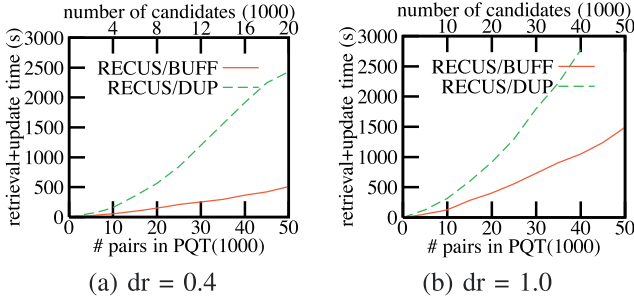 number of candidates (1000)
4 8 12 16 20
retrieval+update time (s)
3000
2500
2000
1500
1000
500
0
RECUS/BUFF
RECUS/DUP
0 10 20 30 40 50
# pairs in PQT(1000)
(a) dr = 0.4
number of candidates (1000)
10 20 30 40 50
retrieval+update time (s)
3000
2500
2000
1500
1000
500
0
RECUS/BUFF
RECUS/DUP
0 10 20 30 40 50
# pairs in PQT(1000)
(b) dr = 1.0